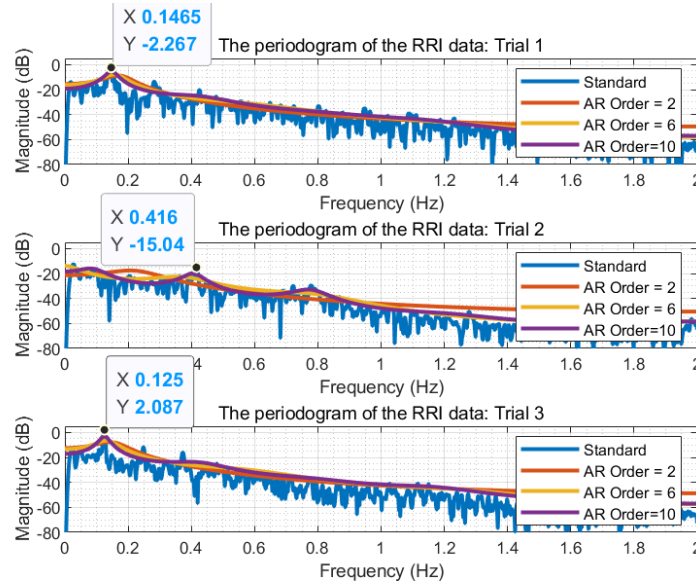 X 0.1465
Y -2.267
The periodogram of the RRI data: Trial 1
Magnitude (dB)
0
-20
-40
-60
-80
Standard
AR Order = 2
AR Order = 6
AR Order=10
0 0.2 0.4 0.6 0.8 1 1.2 1.4 1.6 1.8 2
Frequency (Hz)
X 0.416
Y -15.04
The periodogram of the RRI data: Trial 2
Magnitude (dB)
0
-20
-40
-60
-80
Standard
AR Order = 2
AR Order = 6
AR Order=10
0 0.2 0.4 0.6 0.8 1 1.2 1.4 1.6 1.8 2
Frequency (Hz)
X 0.125
Y 2.087
The periodogram of the RRI data: Trial 3
Magnitude (dB)
0
-20
-40
-60
-80
Standard
AR Order = 2
AR Order = 6
AR Order=10
0 0.2 0.4 0.6 0.8 1 1.2 1.4 1.6 1.8 2
Frequency (Hz)